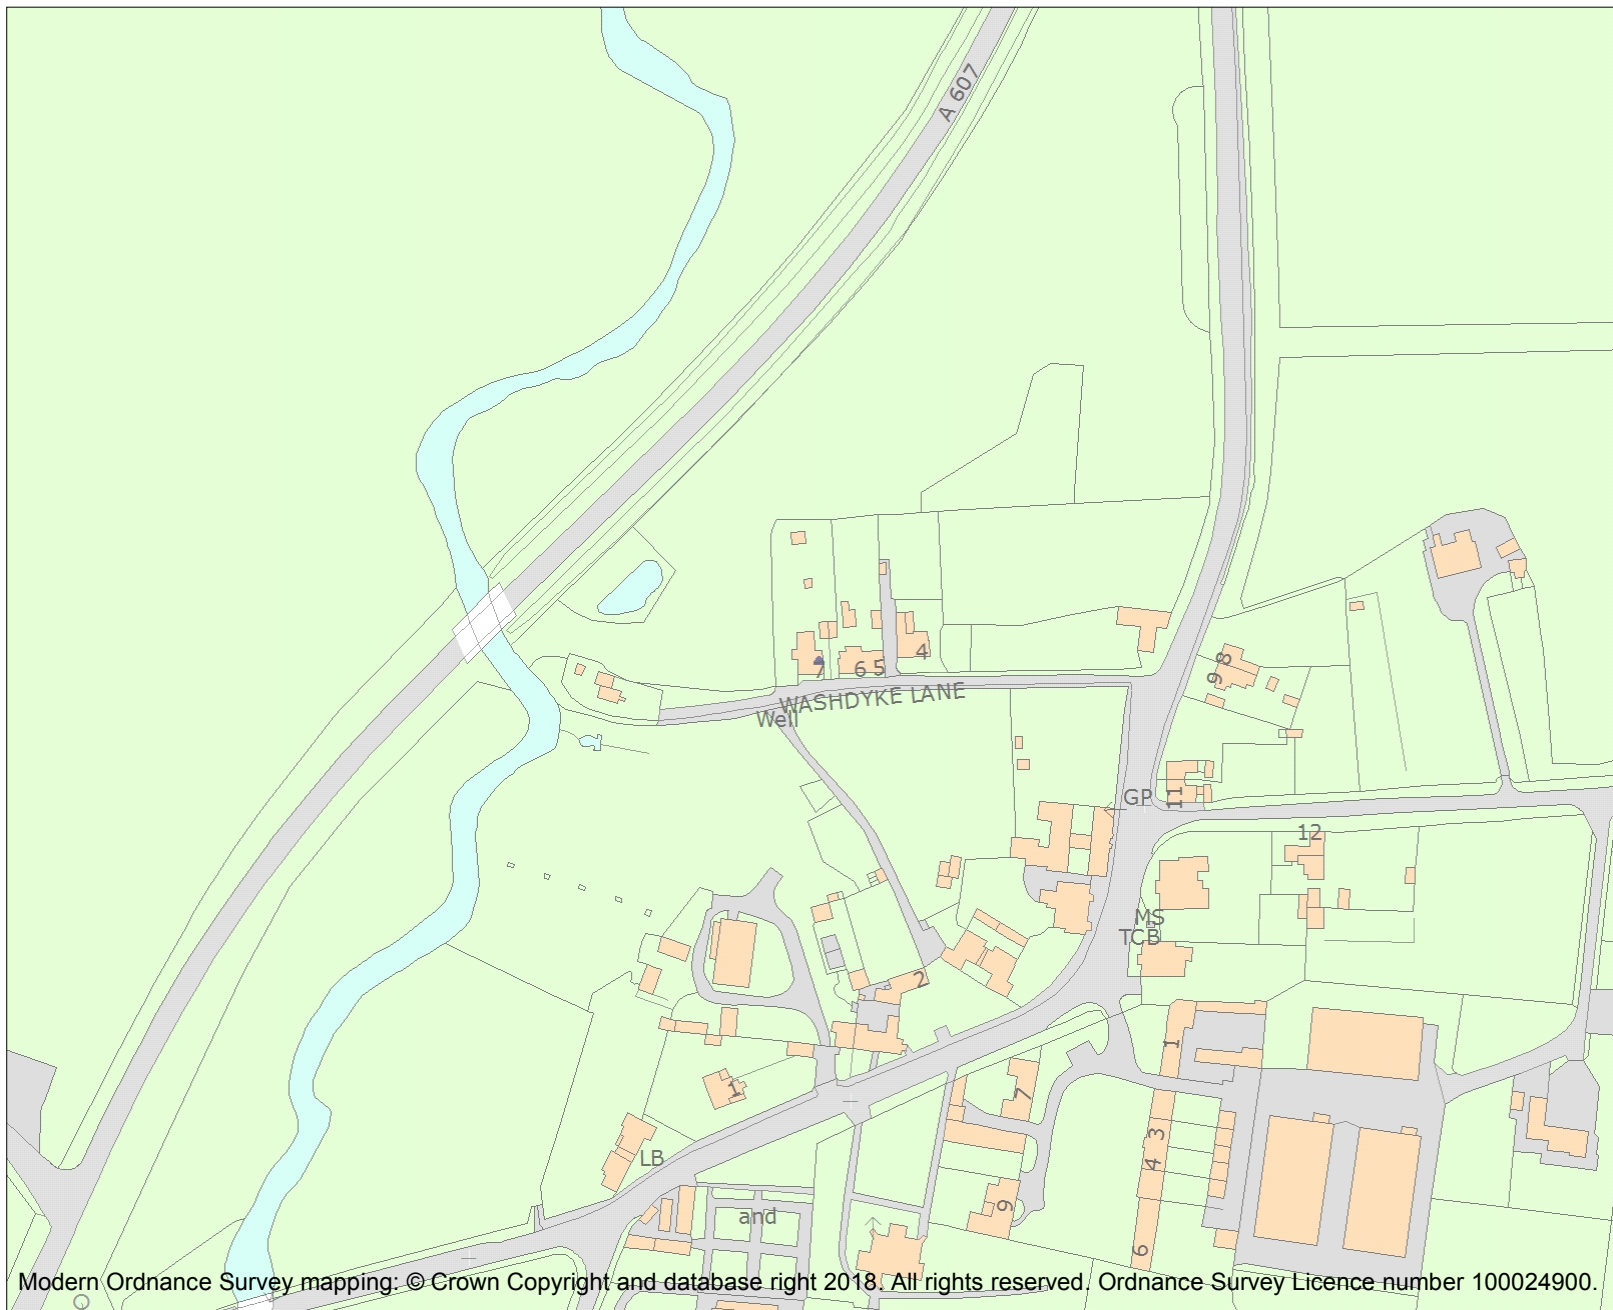 A 607
4
7
6 5
WASHDYKE LANE
Well
9 8
GP
11
12
MS
TCB
2
1
1
7
3
4
LB
9
and
6
Modern Ordnance Survey mapping: © Crown Copyright and database right 2018. All rights reserved. Ordnance Survey Licence number 100024900.